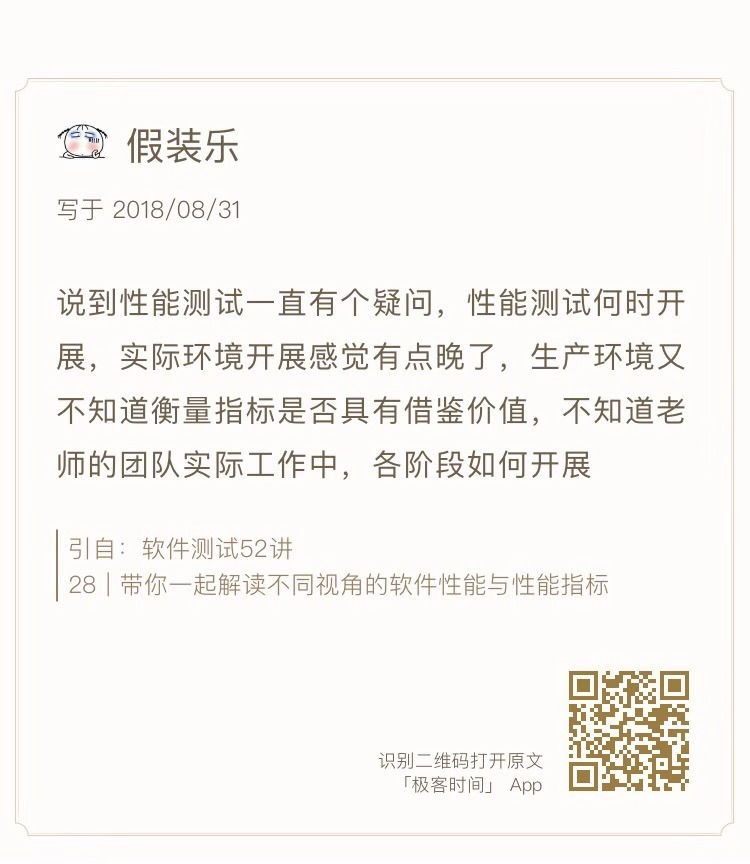 假装乐
写于 2018/08/31
说到性能测试一直有个疑问，性能测试何时开
展，实际环境开展感觉有点晚了，生产环境又
不知道衡量指标是否具有借鉴价值，不知道老
师的团队实际工作中，各阶段如何开展
引自：软件测试52讲
28 | 带你一起解读不同视角的软件性能与性能指标
识别二维码打开原文
「极客时间」 App